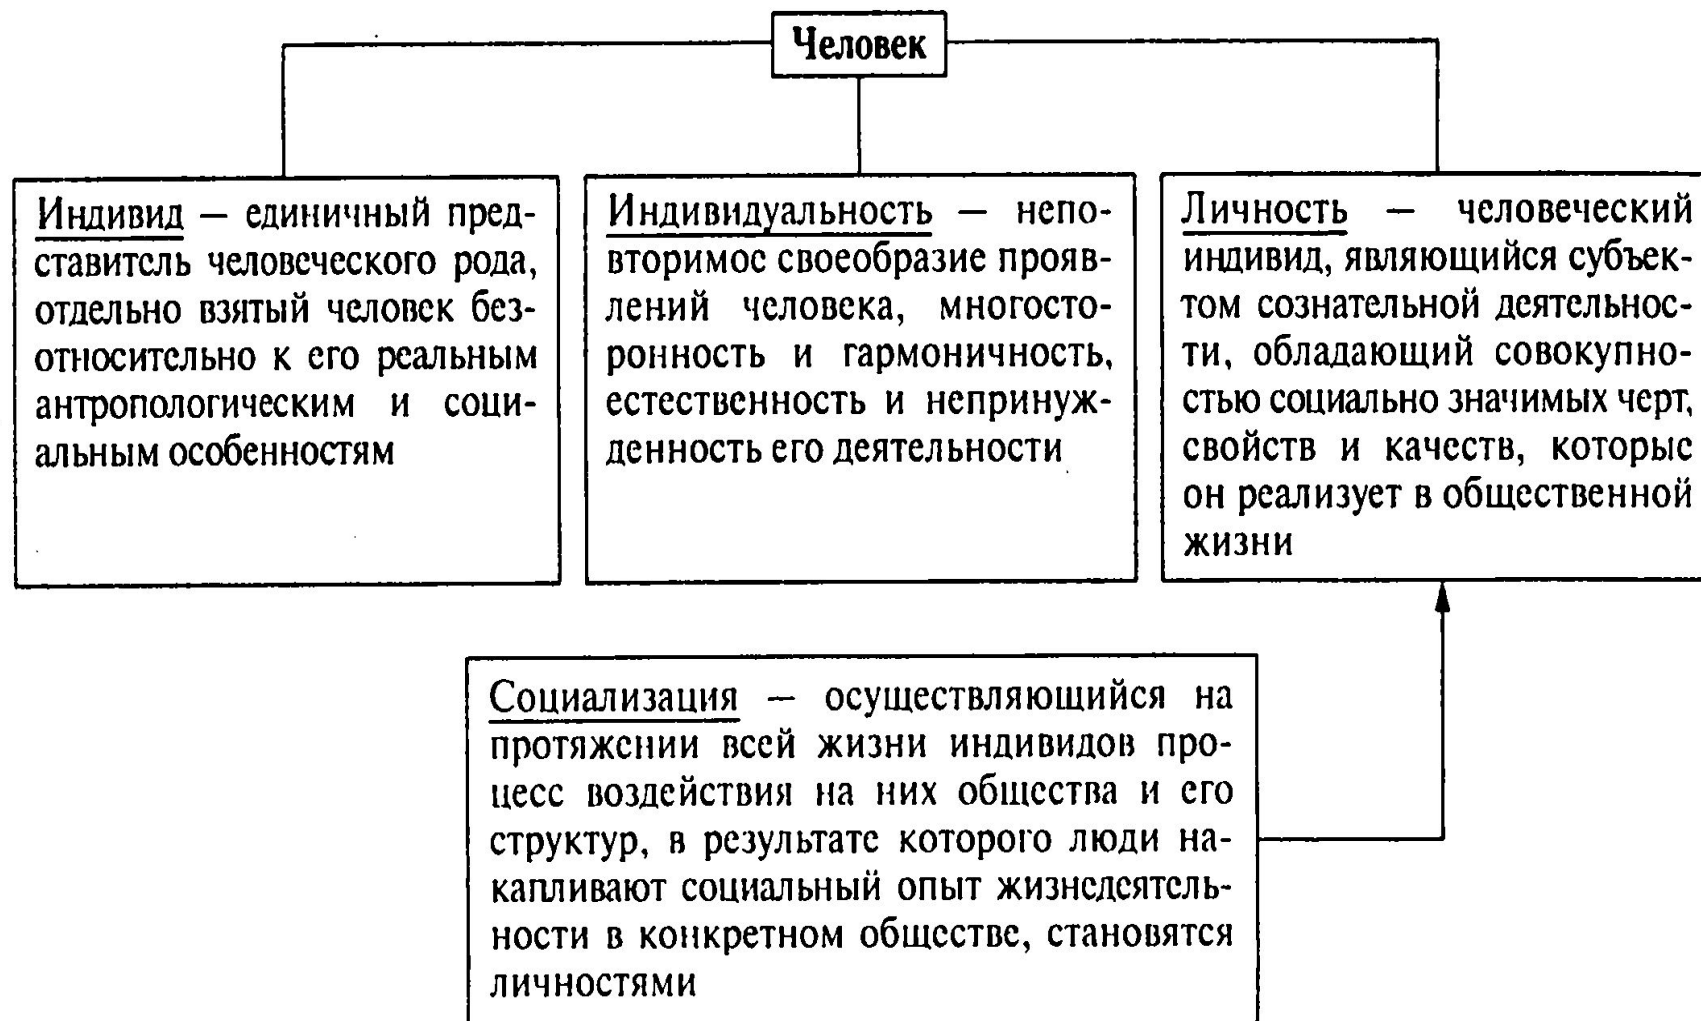 Человек
Индивид — единичный пред-
ставитель человеческого рода,
отдельно взятый человек без-
относительно к его реальным
антропологическим и соци-
альным особенностям
Индивидуальность — непо-
вторимое своеобразие прояв-
лений человека, многосто-
ронность и гармоничность,
естественность и непринуж-
денность его деятельности
Личность — человеческий
индивид, являющийся субъек-
том сознательной деятельнос-
ти, обладающий совокупно-
стью социально значимых черт,
свойств и качеств, которые
он реализует в общественной
жизни
Социализация — осуществляющийся на
протяжении всей жизни индивидов про-
цесс воздействия на них общества и его
структур, в результате которого люди на-
капливают социальный опыт жизнедеятель-
ности в конкретном обществе, становятся
личностями